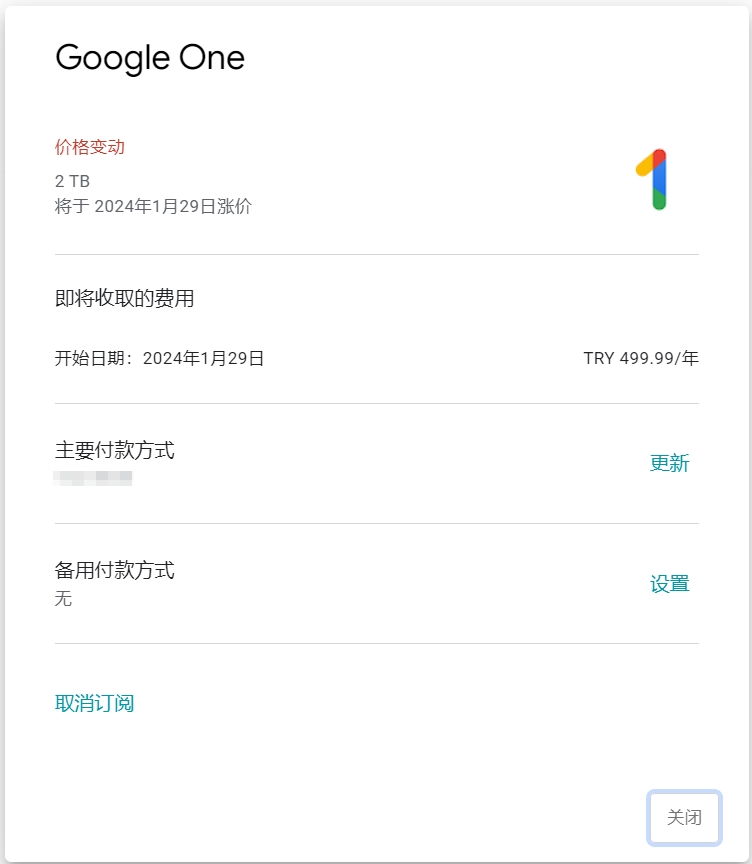 Google One
价格变动
2 TB
将于 2024年1月29日涨价
即将收取的费用
开始日期：2024年1月29日
TRY 499.99/年
主要付款方式
更新
备用付款方式
无
设置
取消订阅
关闭